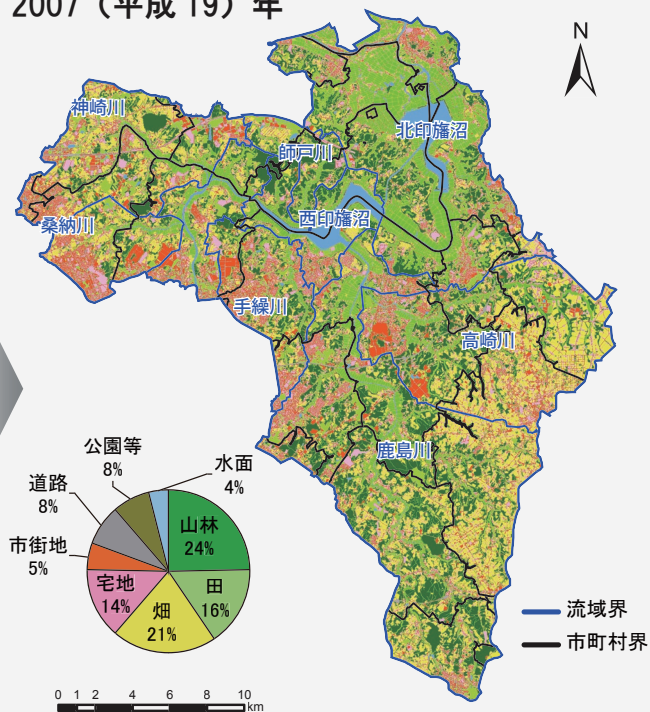 2007（平成 19）年
N
神崎川
北印旛沼
師戸川
西印旛沼
桑納川
手繰川
高崎川
鹿島川
公園等
8%
水面
4%
道路
8%
山林
24%
市街地
5%
田
16%
宅地
14%
畑
21%
流域界
市町村界
0 1 2 4 6 8 10
km